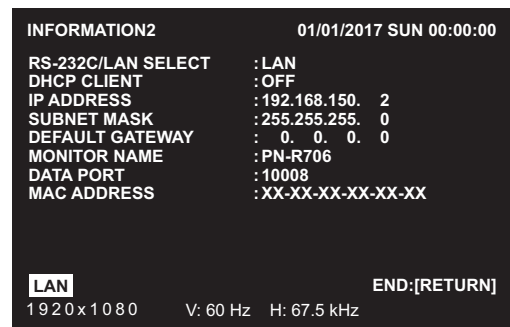 INFORMATION2 01/01/2017 SUN 00:00:00
RS-232C/LAN SELECT :LAN
DHCP CLIENT :OFF
IP ADDRESS :192.168.150. 2
SUBNET MASK :255.255.255. 0
DEFAULT GATEWAY : 0. 0. 0. 0
MONITOR NAME :PN-R706
DATA PORT :10008
MAC ADDRESS :XX-XX-XX-XX-XX-XX
LAN END:[RETURN]
1920x1080 V: 60 Hz H: 67.5 kHz